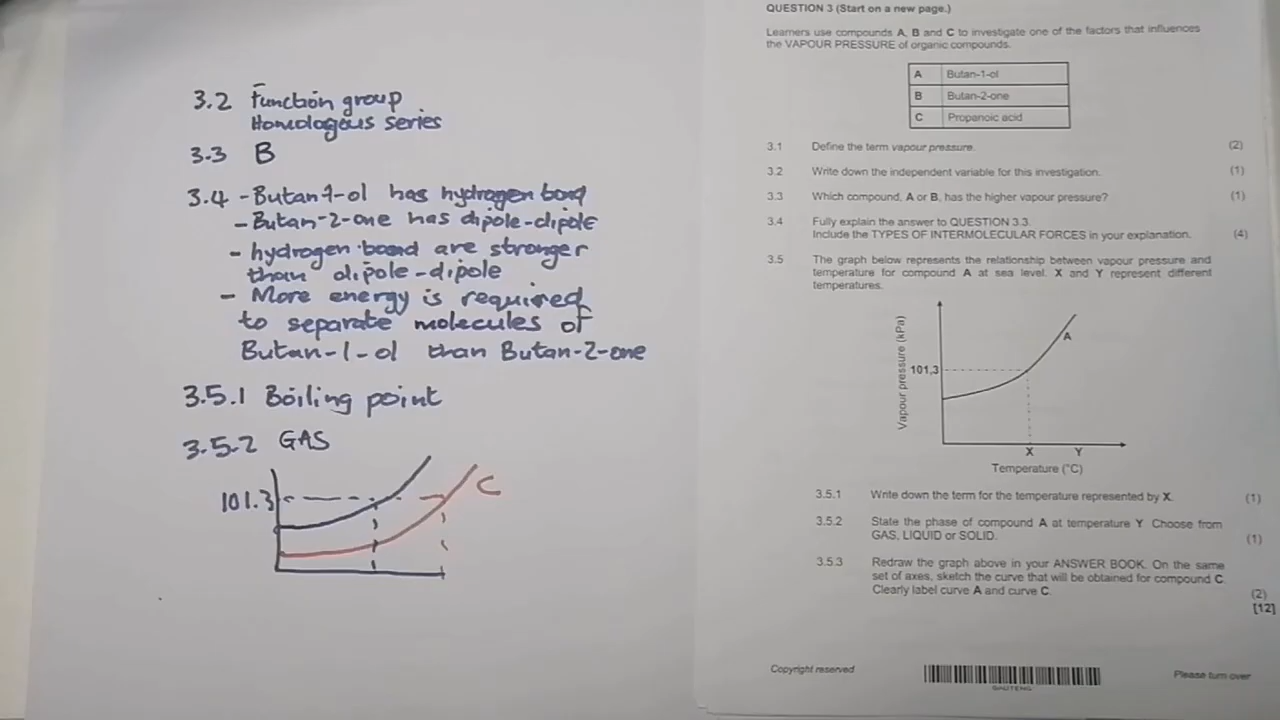 3.2 Function group
Homologous series
3.3 B
3.4 - Butan-1-ol has hydrogen bond
- Butan-2-one has dipole-dipole
- hydrogen bond are stronger
than dipole-dipole
- More energy is required
to separate molecules of
Butan-1-ol than Butan-2-one
3.5.1 Boiling point
3.5.2 GAS
101.3
C
QUESTION 3 (Start on a new page.)
Learners use compounds A, B and C to investigate one of the factors that influences
the VAPOUR PRESSURE of organic compounds.
A Butan-1-ol
B Butan-2-one
C Propanoic acid
3.1 Define the term vapour pressure. (2)
3.2 Write down the independent variable for this investigation. (1)
3.3 Which compound, A or B, has the higher vapour pressure? (1)
3.4 Fully explain the answer to QUESTION 3.3.
Include the TYPES OF INTERMOLECULAR FORCES in your explanation. (4)
3.5 The graph below represents the relationship between vapour pressure and
temperature for compound A at sea level. X and Y represent different
temperatures.
Vapour pressure (kPa)
A
101,3
X Y
Temperature (°C)
3.5.1 Write down the term for the temperature represented by X. (1)
3.5.2 State the phase of compound A at temperature Y. Choose from
GAS, LIQUID or SOLID. (1)
3.5.3 Redraw the graph above in your ANSWER BOOK. On the same
set of axes, sketch the curve that will be obtained for compound C.
Clearly label curve A and curve C. (2)
[12]
Copyright reserved
Please turn over